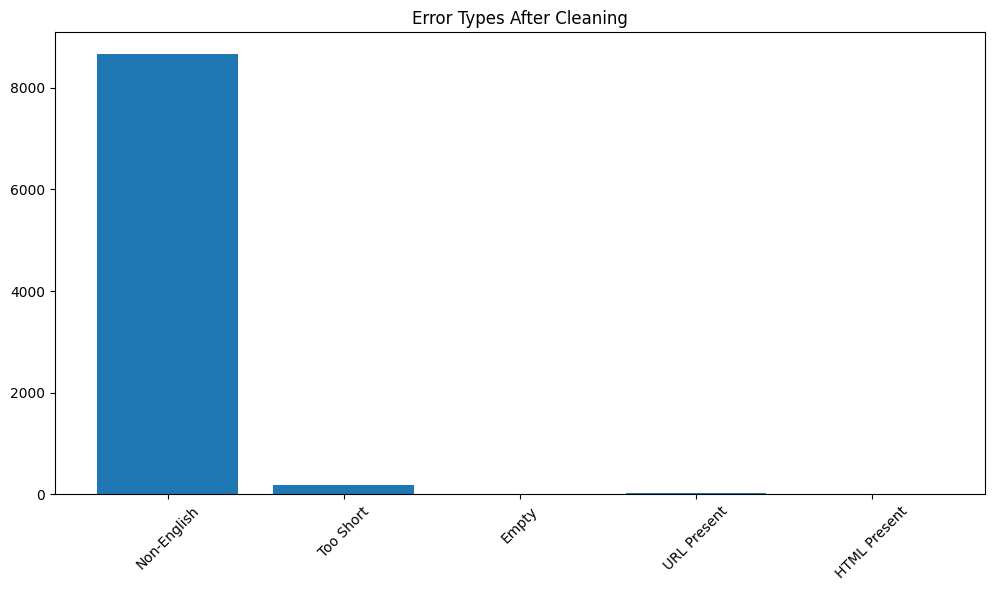 Error Types After Cleaning
8000
6000
4000
2000
0
Non-English
Too Short
Empty
URL Present
HTML Present